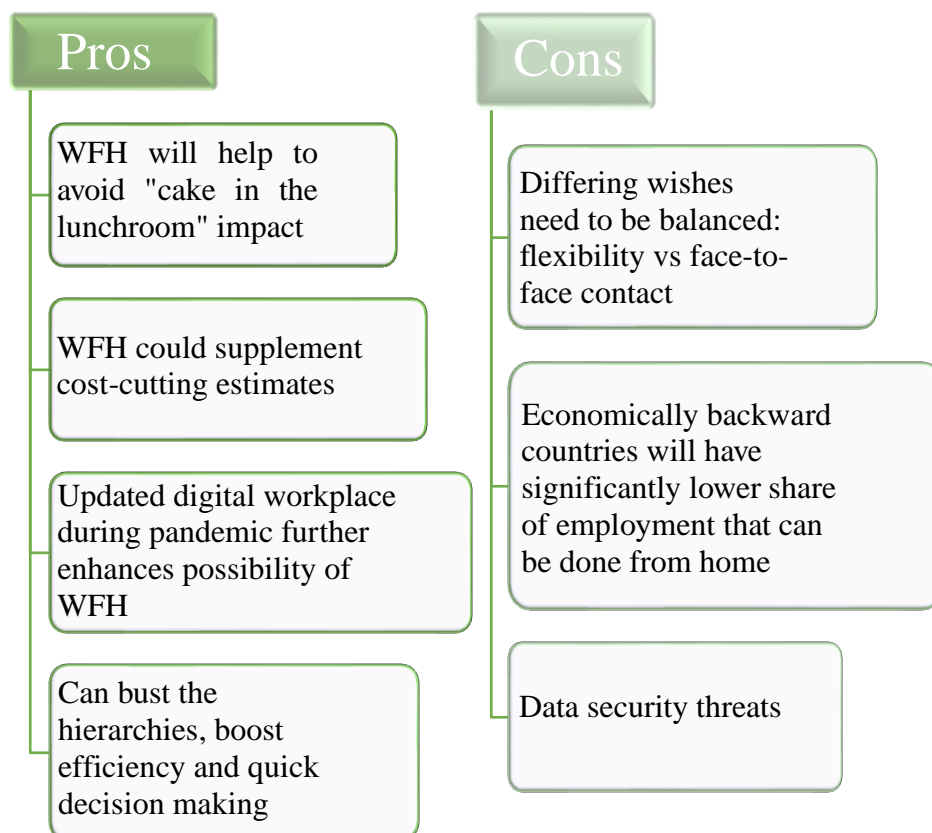 Pros
WFH will help to
avoid "cake in the
lunchroom" impact
WFH could supplement
cost-cutting estimates
Updated digital workplace
during pandemic further
enhances possibility of
WFH
Can bust the
hierarchies, boost
efficiency and quick
decision making
Cons
Differing wishes
need to be balanced:
flexibility vs face-to-
face contact
Economically backward
countries will have
significantly lower share
of employment that can
be done from home
Data security threats